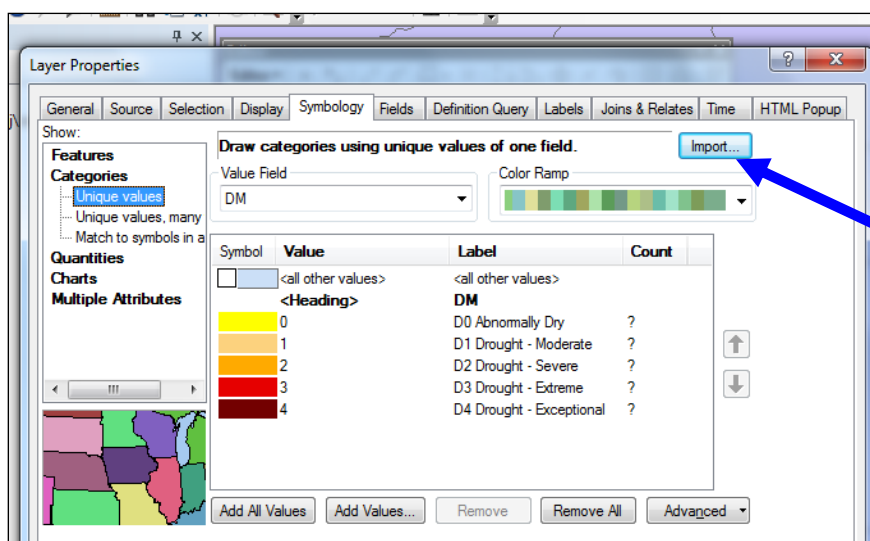 Layer Properties
General Source Selection Display Symbology Fields Definition Query Labels Joins & Relates Time HTML Popup
Show:
Features
Categories
Unique values
Unique values, many
Match to symbols in a
Quantities
Charts
Multiple Attributes
Draw categories using unique values of one field.
Import...
Value Field
DM
Color Ramp
Symbol Value Label Count
<all other values> <all other values>
<Heading> DM
0 D0 Abnormally Dry ?
1 D1 Drought - Moderate ?
2 D2 Drought - Severe ?
3 D3 Drought - Extreme ?
4 D4 Drought - Exceptional ?
Add All Values Add Values... Remove Remove All Advanced